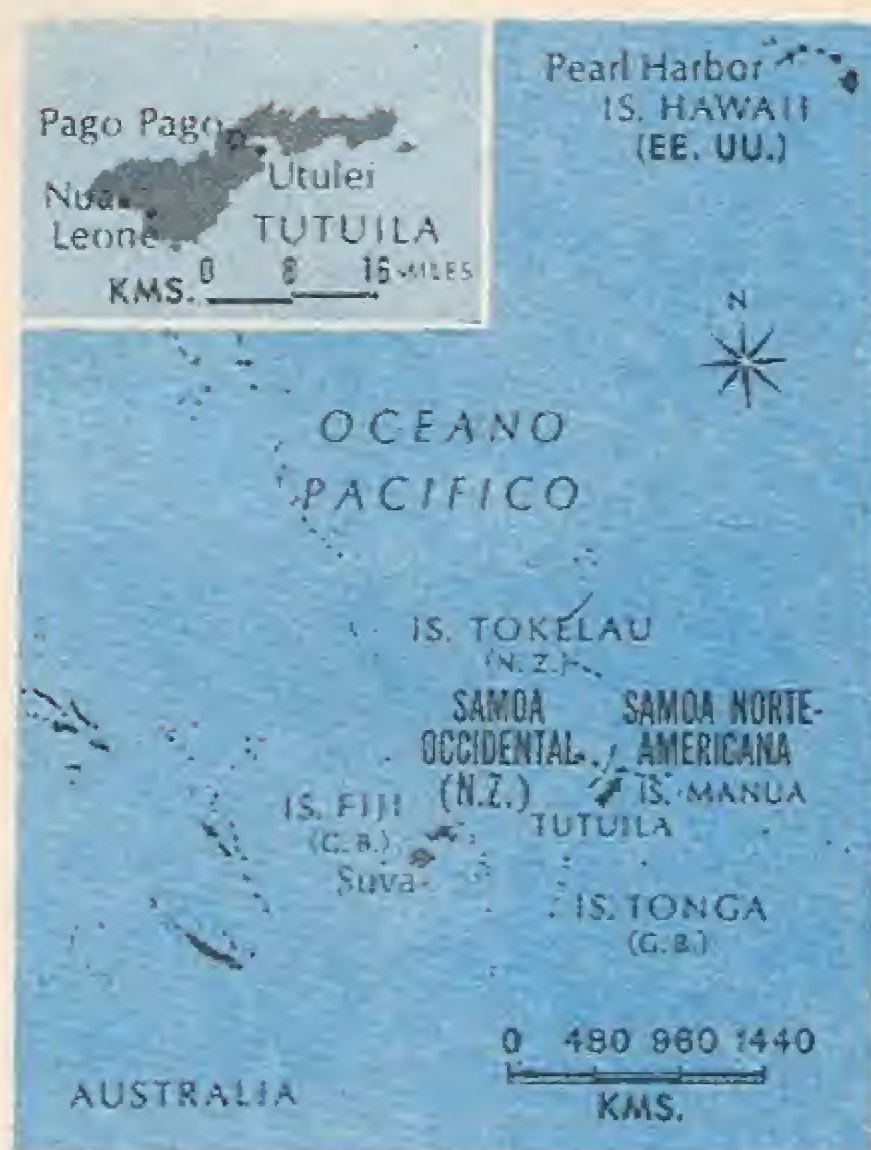 Pago Pago
Utulei
Nua
Leone
TUTUILA
0 8 16 MILES
KMS.
Pearl Harbor
IS. HAWAII
(EE. UU.)
N
OCEANO
PACIFICO
IS. TOKELAU
(N. Z.)
SAMOA
OCCIDENTAL
(N.Z.)
SAMOA NORTE-
AMERICANA
IS. MANUA
TUTUILA
IS. FIJI
(G. B.)
Suva
IS. TONGA
(G. B.)
0 480 960 1440
KMS.
AUSTRALIA